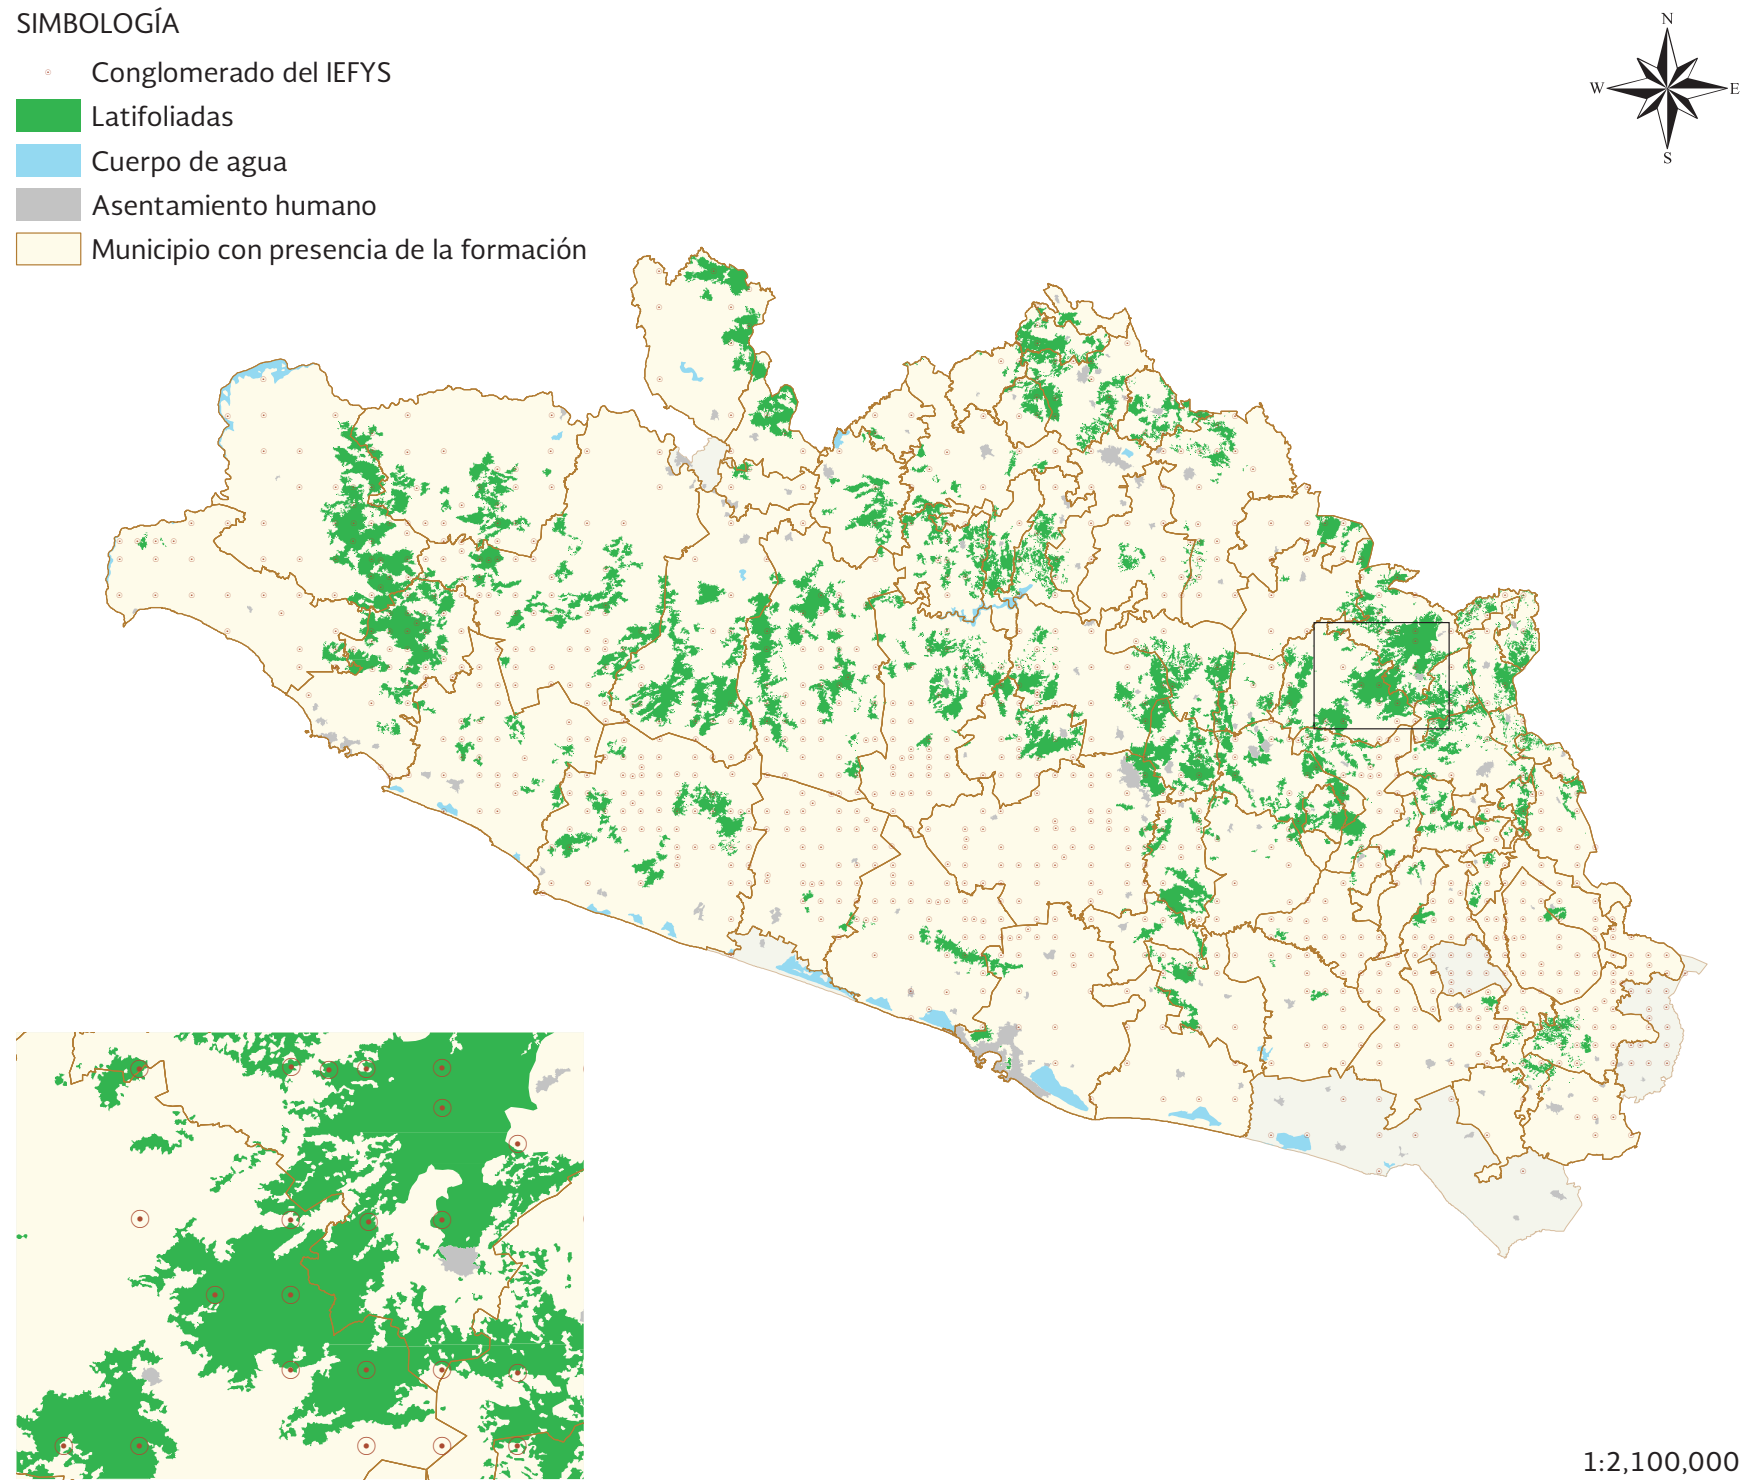 SIMBOLOGÍA
Conglomerado del IEFYS
Latifoliadas
Cuerpo de agua
Asentamiento humano
Municipio con presencia de la formación
N
W
E
S
1:2,100,000